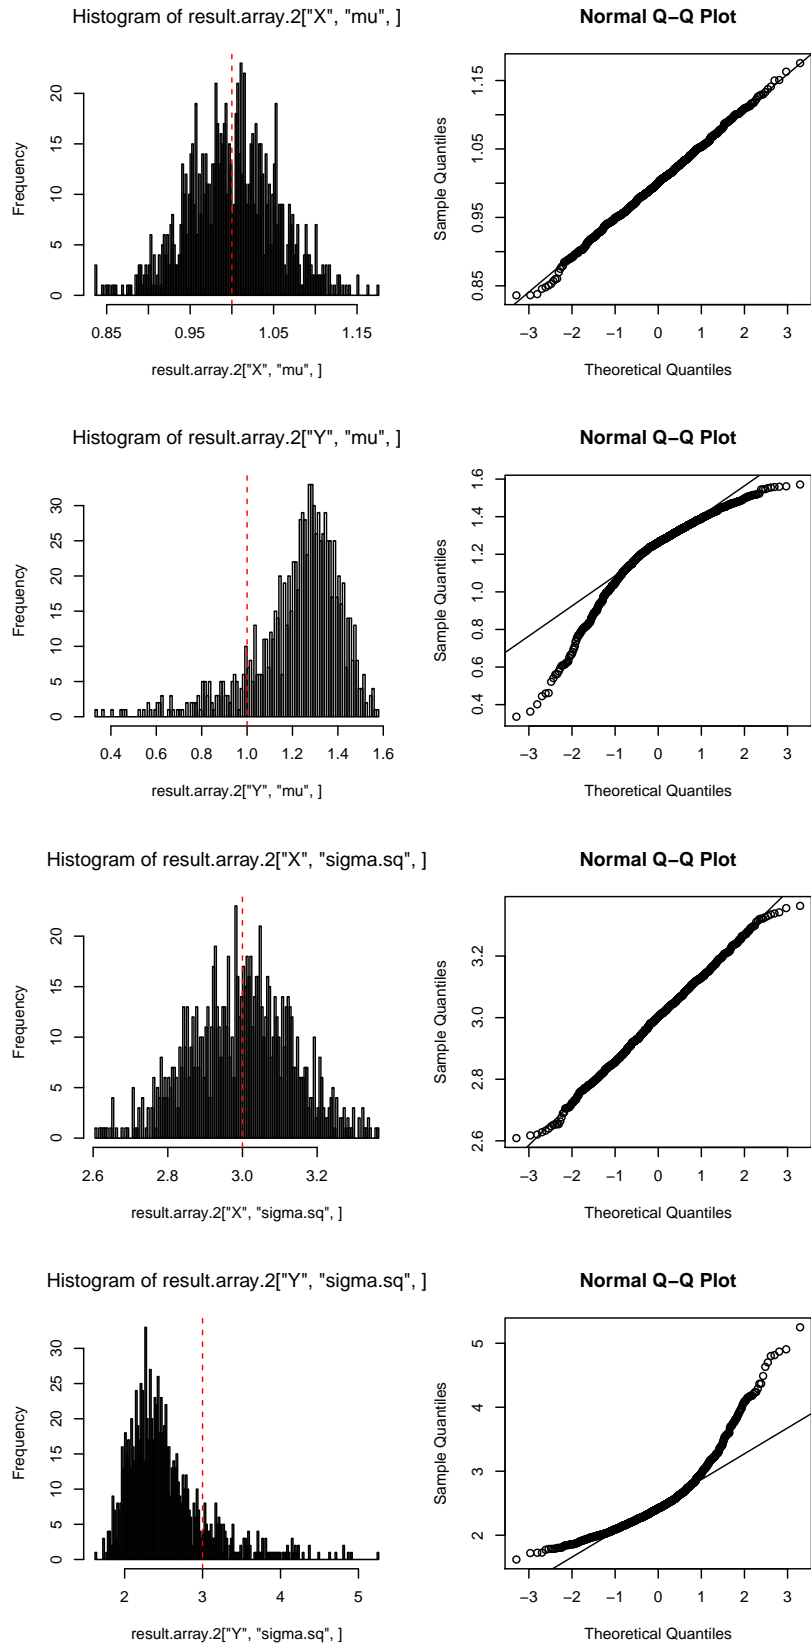 Histogram of result.array.2["X", "mu", ]
Frequency
0 5 10 15 20
0.85 0.95 1.05 1.15
result.array.2["X", "mu", ]
Normal Q−Q Plot
Sample Quantiles
0.85 0.95 1.05 1.15
−3 −2 −1 0 1 2 3
Theoretical Quantiles
Histogram of result.array.2["Y", "mu", ]
Frequency
0 5 10 15 20 25 30
0.4 0.6 0.8 1.0 1.2 1.4 1.6
result.array.2["Y", "mu", ]
Normal Q−Q Plot
Sample Quantiles
0.4 0.6 0.8 1.0 1.2 1.4 1.6
−3 −2 −1 0 1 2 3
Theoretical Quantiles
Histogram of result.array.2["X", "sigma.sq", ]
Frequency
0 5 10 15 20
2.6 2.8 3.0 3.2
result.array.2["X", "sigma.sq", ]
Normal Q−Q Plot
Sample Quantiles
2.6 2.8 3.0 3.2
−3 −2 −1 0 1 2 3
Theoretical Quantiles
Histogram of result.array.2["Y", "sigma.sq", ]
Frequency
0 5 10 15 20 25 30
2 3 4 5
result.array.2["Y", "sigma.sq", ]
Normal Q−Q Plot
Sample Quantiles
2 3 4 5
−3 −2 −1 0 1 2 3
Theoretical Quantiles